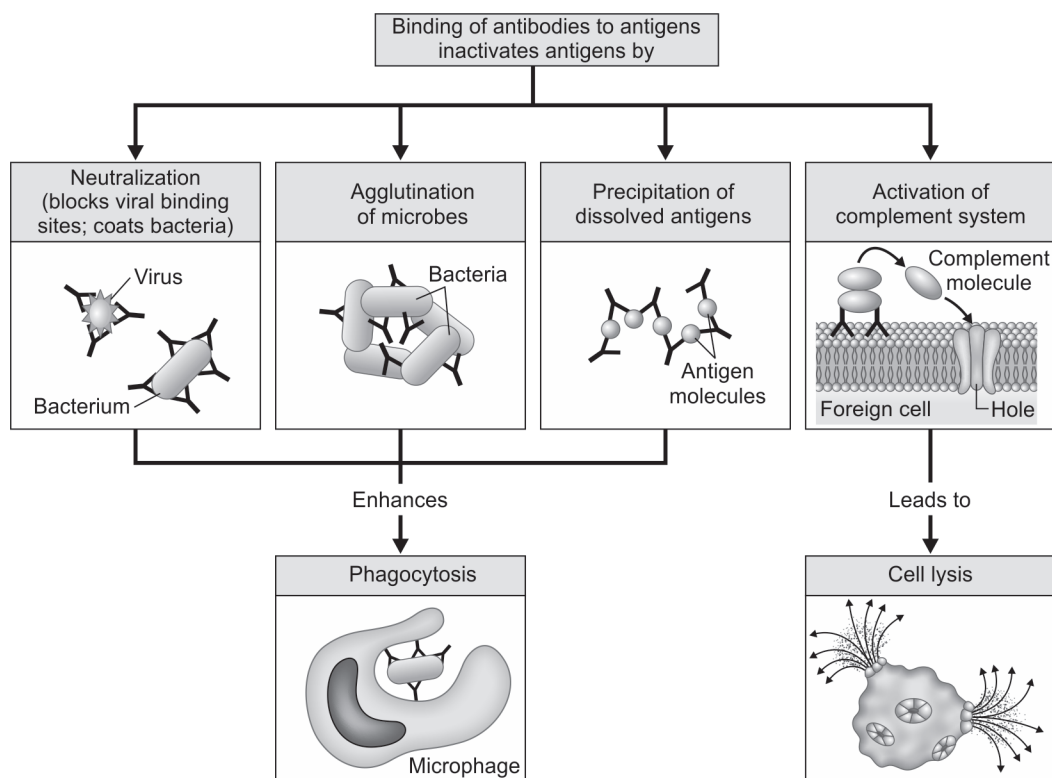 Binding of antibodies to antigens
inactivates antigens by
Neutralization
(blocks viral binding
sites; coats bacteria)
Agglutination
of microbes
Precipitation of
dissolved antigens
Activation of
complement system
Virus
Bacterium
Bacteria
Antigen
molecules
Complement
molecule
Foreign cell
Hole
Enhances
Leads to
Phagocytosis
Macrophage
Cell lysis